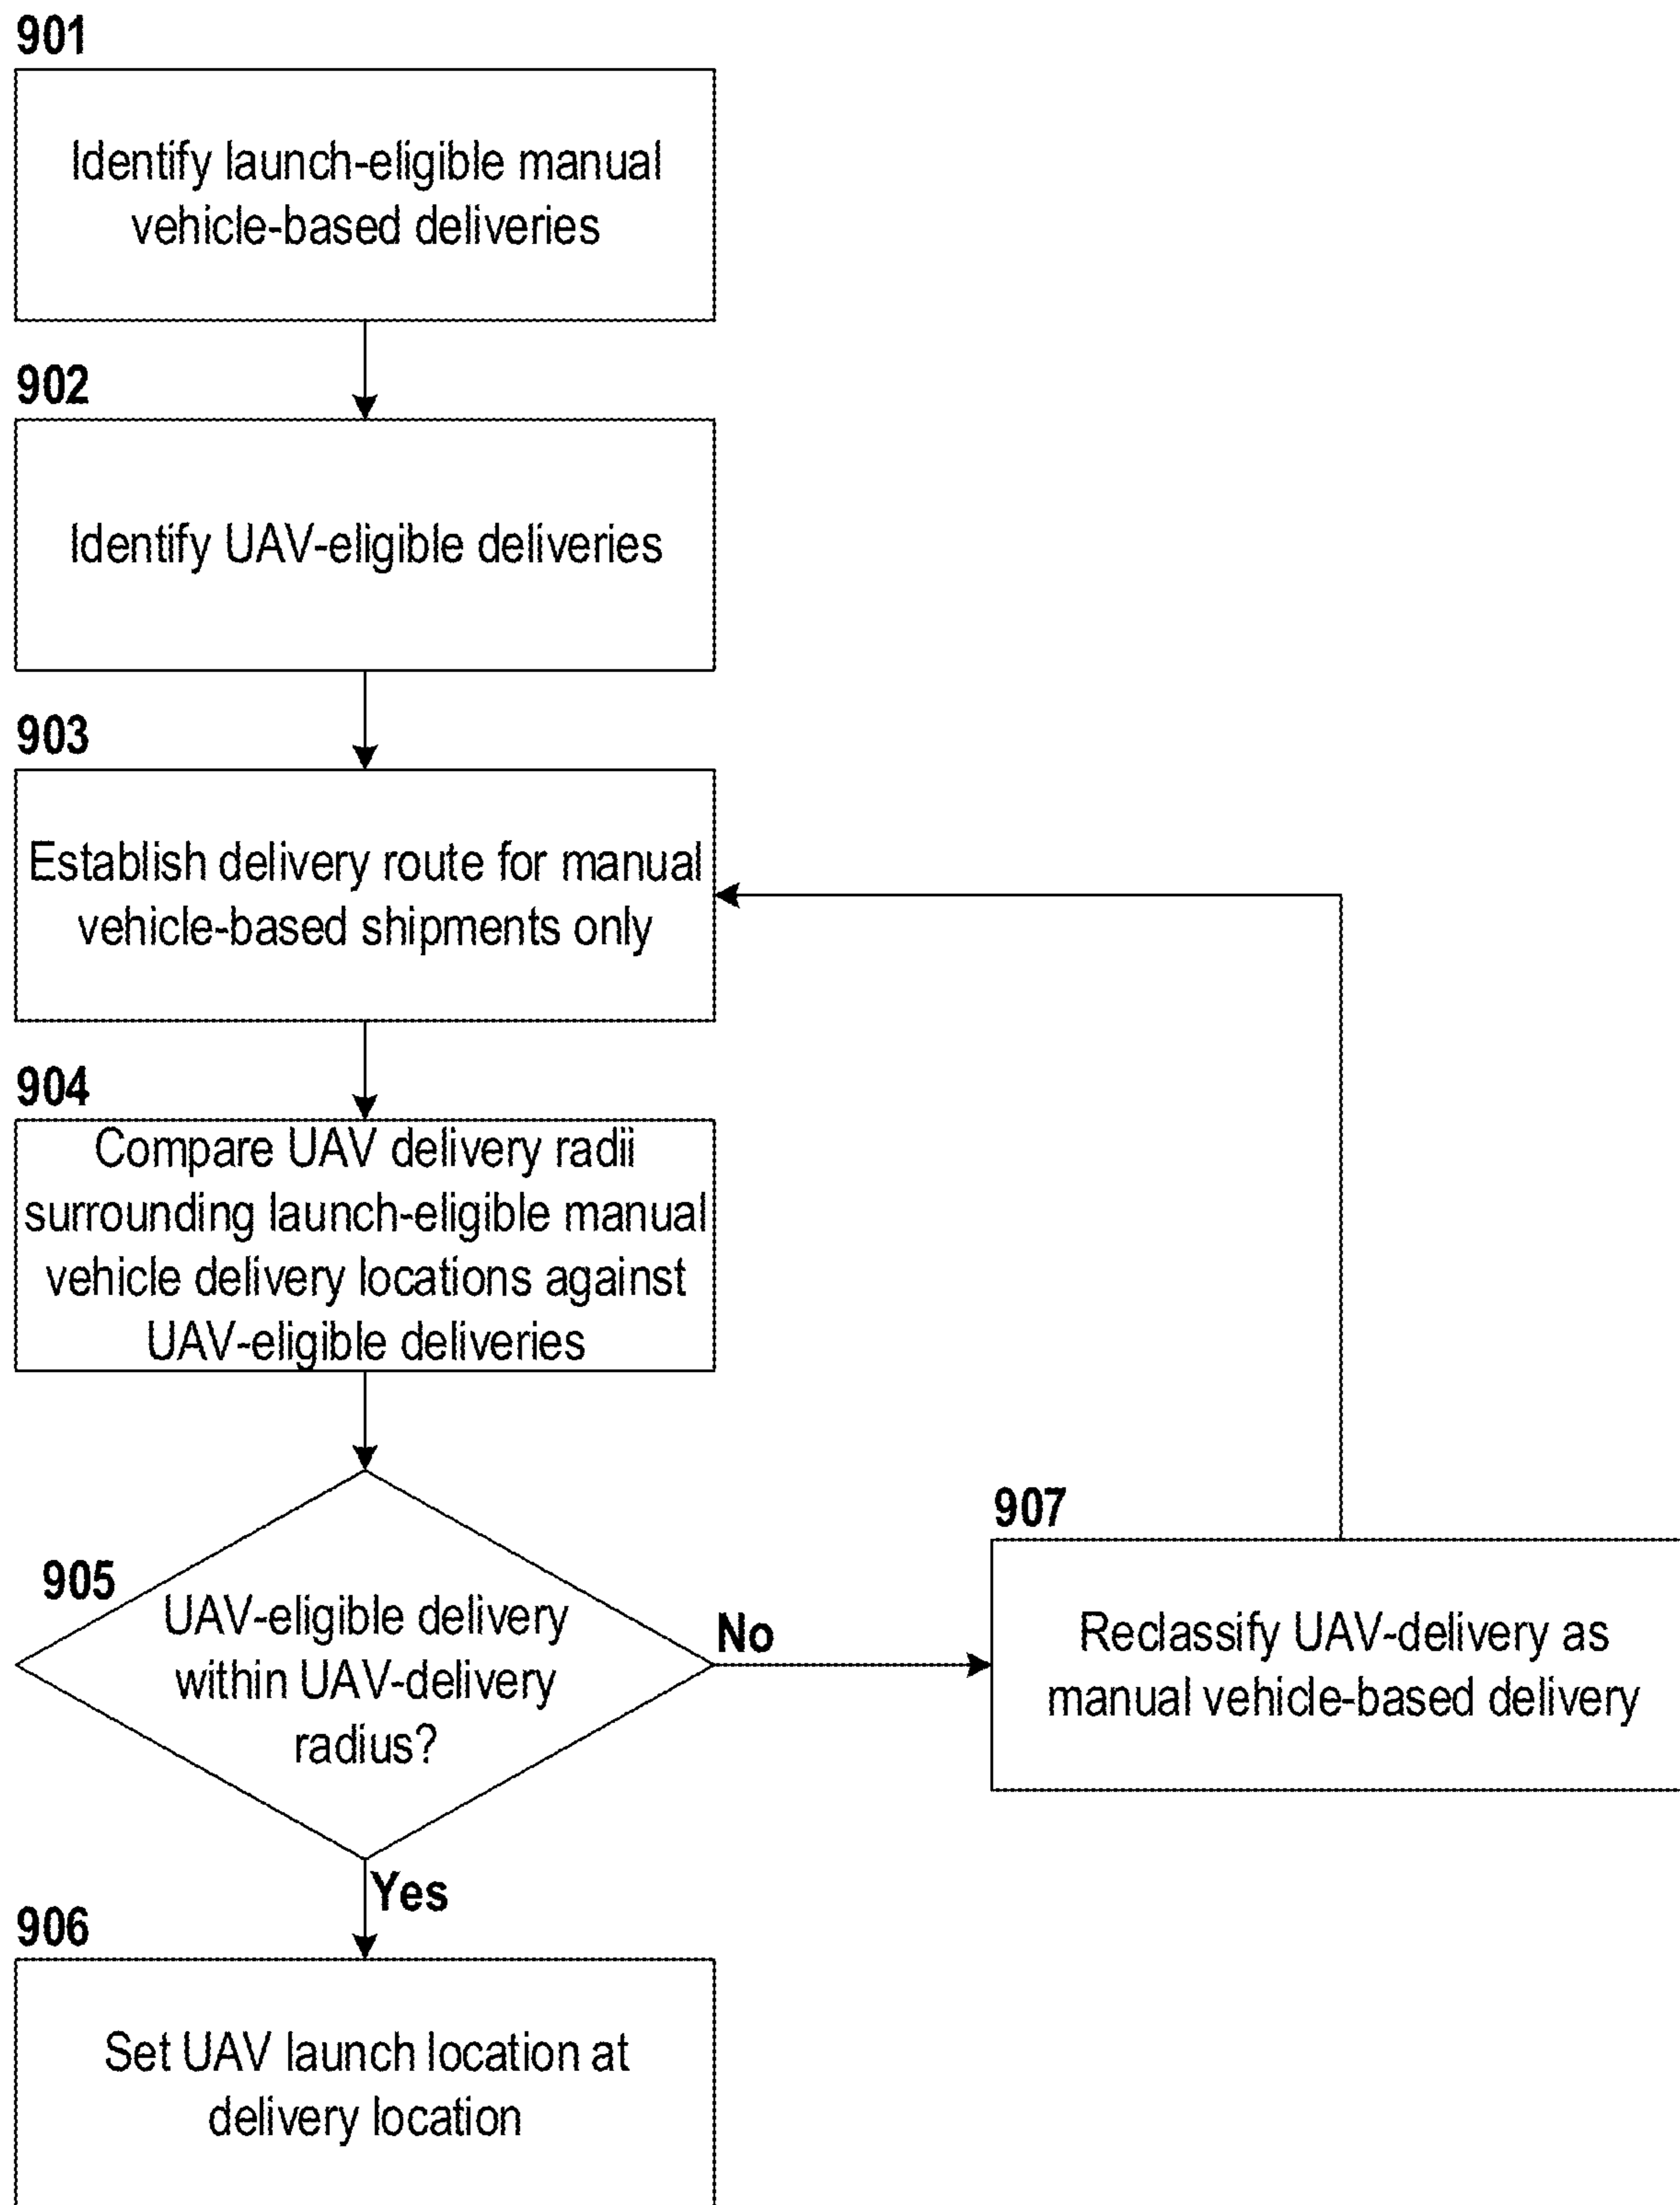 901
Identify launch-eligible manual
vehicle-based deliveries
902
Identify UAV-eligible deliveries
903
Establish delivery route for manual
vehicle-based shipments only
904
Compare UAV delivery radii
surrounding launch-eligible manual
vehicle delivery locations against
UAV-eligible deliveries
905
UAV-eligible delivery
within UAV-delivery
radius?
No
907
Reclassify UAV-delivery as
manual vehicle-based delivery
Yes
906
Set UAV launch location at
delivery location